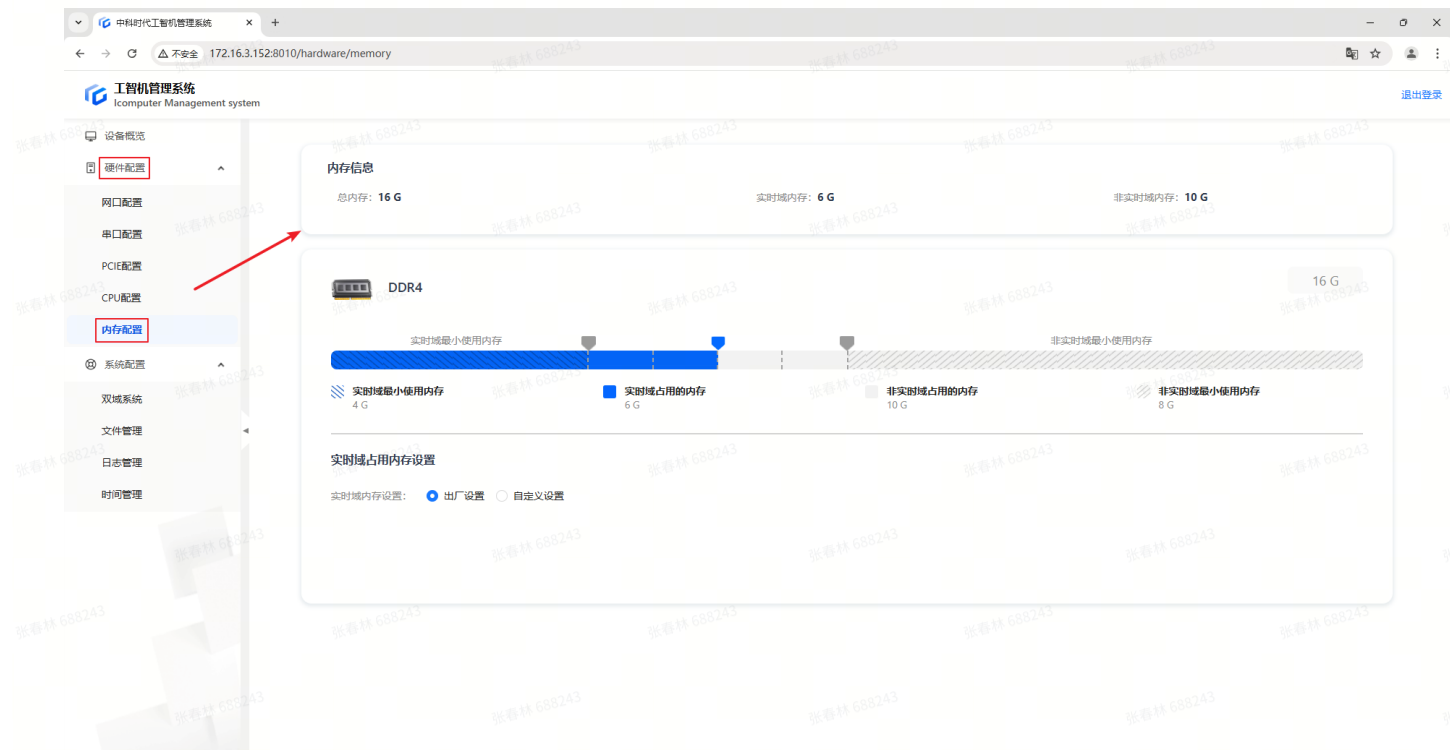 中科时代工智机管理系统
不安全 172.16.3.152:8010/hardware/memory
工智机管理系统
Icomputer Management system
退出登录
设备概览
硬件配置
网口配置
串口配置
PCIE配置
CPU配置
内存配置
系统配置
双域系统
文件管理
日志管理
时间管理
内存信息
总内存: 16 G 实时域内存: 6 G 非实时域内存: 10 G
DDR4 16 G
实时域最小使用内存 非实时域最小使用内存
实时域最小使用内存 实时域占用的内存 非实时域占用的内存 非实时域最小使用内存
4 G 6 G 10 G 8 G
实时域占用内存设置
实时域内存设置: 出厂设置 自定义设置
张春林 688243